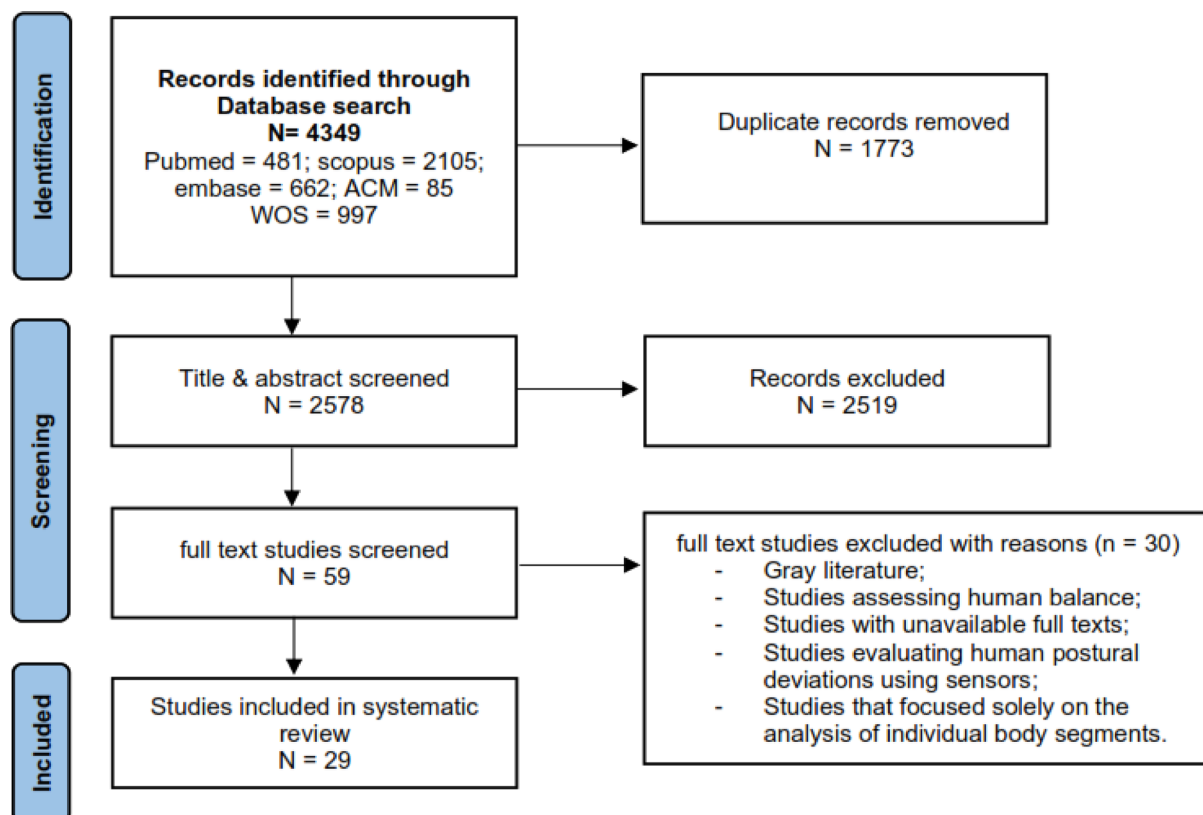 Identification
Records identified through
Database search
N= 4349
Pubmed = 481; scopus = 2105;
embase = 662; ACM = 85
WOS = 997
Duplicate records removed
N = 1773
Screening
Title & abstract screened
N = 2578
Records excluded
N = 2519
full text studies screened
N = 59
full text studies excluded with reasons (n = 30)
- Gray literature;
- Studies assessing human balance;
- Studies with unavailable full texts;
- Studies evaluating human postural
deviations using sensors;
- Studies that focused solely on the
analysis of individual body segments.
Included
Studies included in systematic
review
N = 29